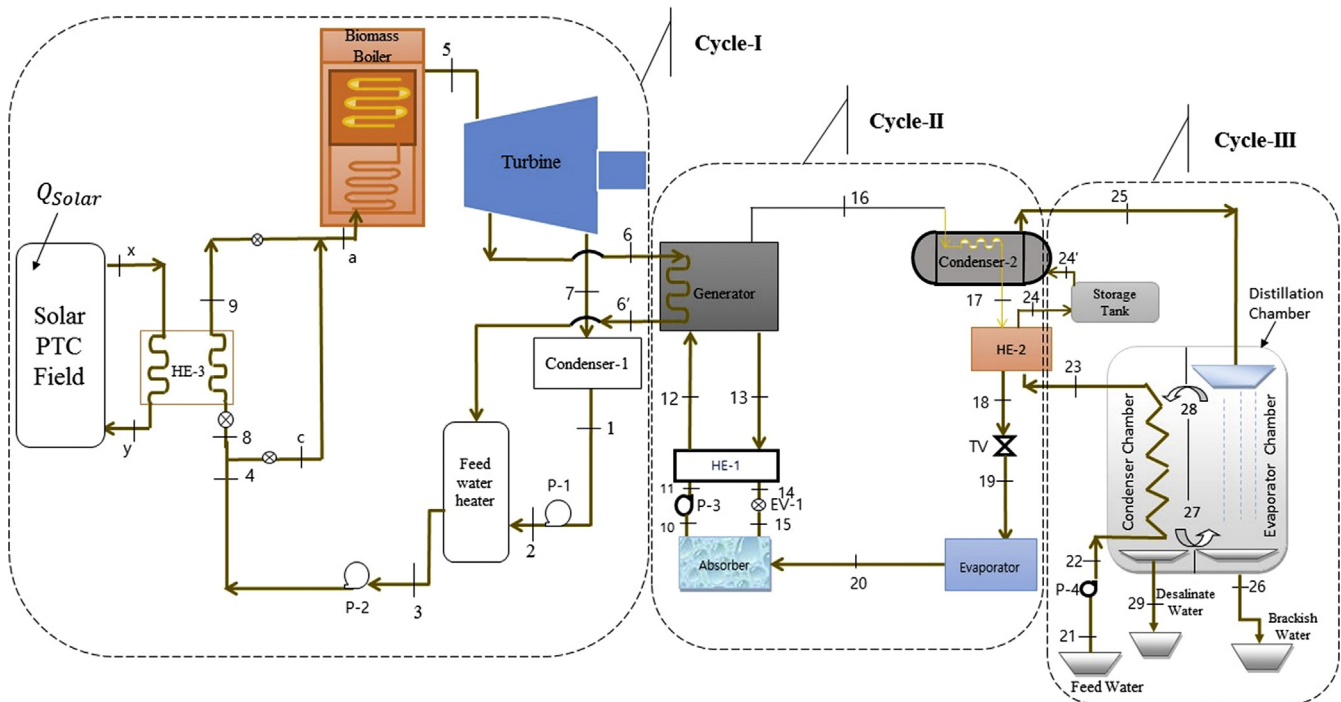 Cycle-I
Biomass
Boiler
5
Turbine
Q_Solar
x
Solar
PTC
Field
y
HE-3
9
a
8
c
4
6
7
6′
Condenser-1
1
Feed
water
heater
P-1
2
P-2
3
Cycle-II
16
Generator
Condenser-2
17
12
13
HE-1
11
P-3
10
14
EV-1
15
Absorber
HE-2
18
TV
19
20
Evaporator
Cycle-III
25
24′
24
Storage
Tank
Distillation
Chamber
23
28
27
Condenser Chamber
Evaporator Chamber
22
P-4
21
Feed Water
29
Desalinate
Water
26
Brackish
Water